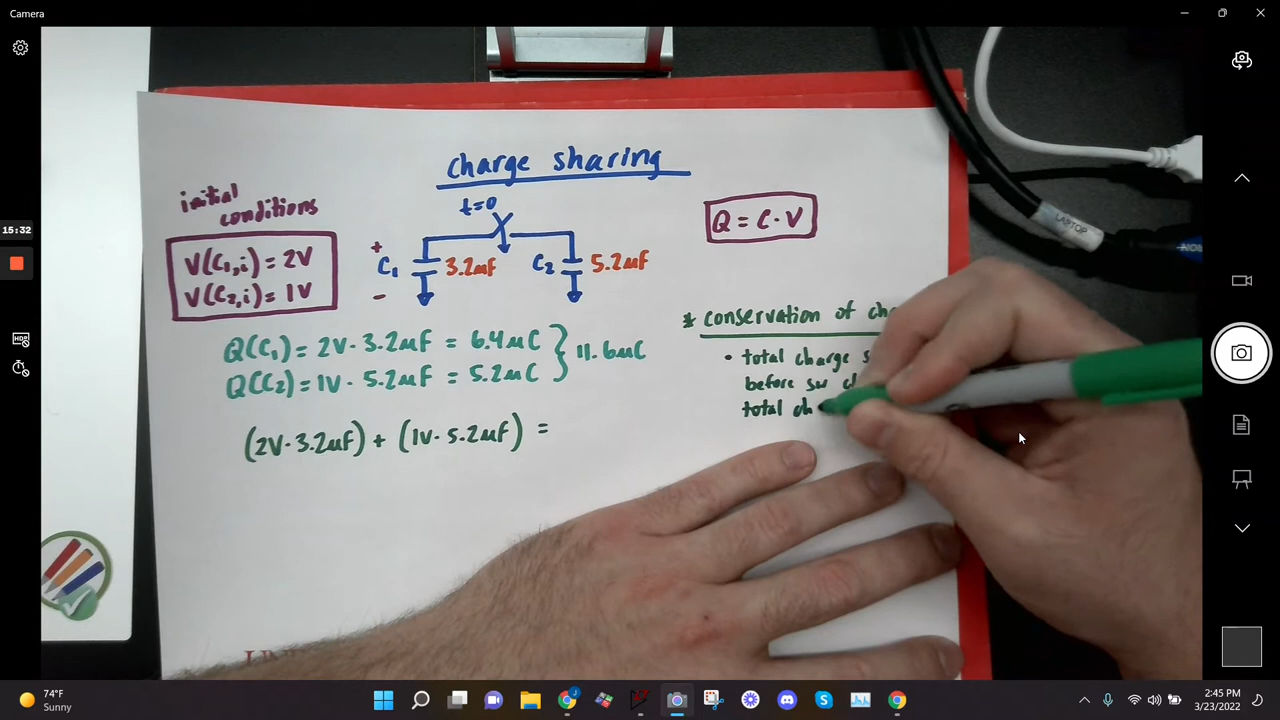 Camera
15:32
charge sharing
initial
conditions
t=0
Q = C · V
V(C1,i) = 2V
V(C2,i) = 1V
+
C1
3.2uF
C2
5.2uF
–
* conservation of
Q(C1) = 2V · 3.2uF = 6.4uC
Q(C2) = 1V · 5.2uF = 5.2uC
} 11.6uC
• total charge
before sw
total
(2V · 3.2uF) + (1V · 5.2uF) =
LAPTOP
74°F
Sunny
2:45 PM
3/23/2022